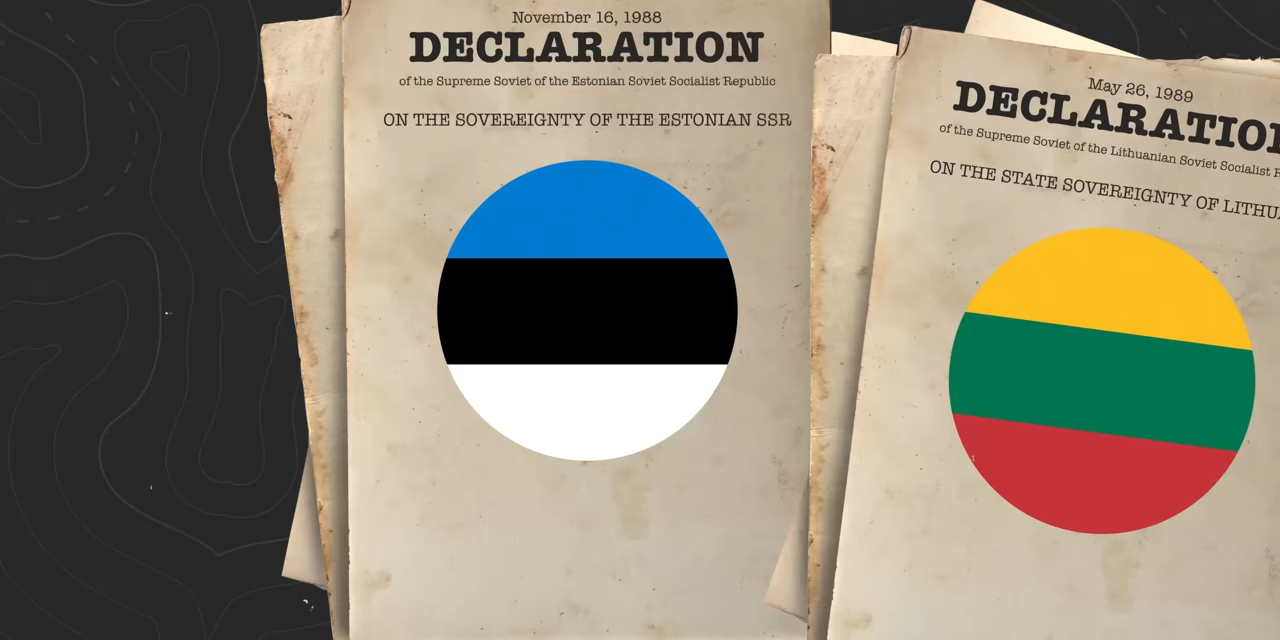 November 16, 1988
DECLARATION
of the Supreme Soviet of the Estonian Soviet Socialist Republic
ON THE SOVEREIGNTY OF THE ESTONIAN SSR
May 26, 1989
DECLARATIO
of the Supreme Soviet of the Lithuanian Soviet Socialist R
ON THE STATE SOVEREIGNTY OF LITHU